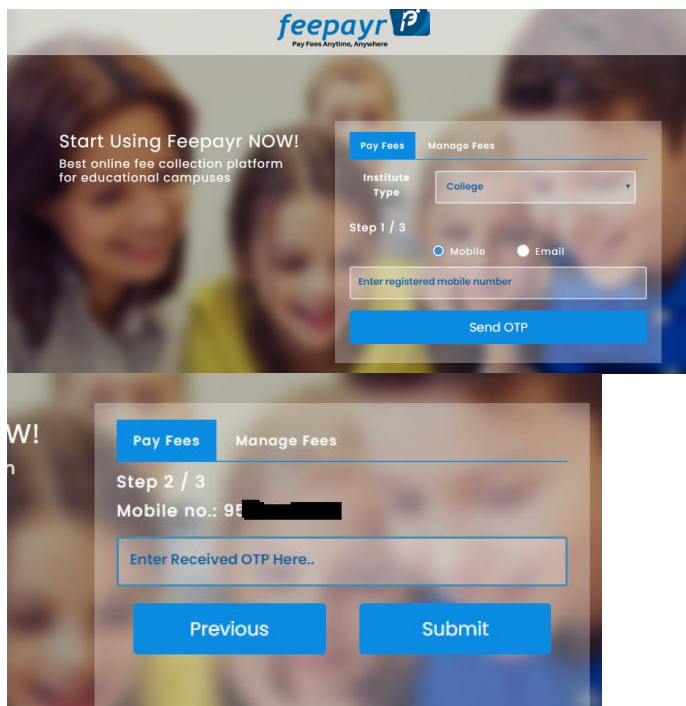 feepayr
Pay Fees Anytime, Anywhere
Start Using Feepayr NOW!
Best online fee collection platform
for educational campuses
Pay Fees
Manage Fees
Institute
Type
College
Step 1 / 3
Mobile
Email
Enter registered mobile number
Send OTP
W!
n
Pay Fees
Manage Fees
Step 2 / 3
Mobile no.: 95
Enter Received OTP Here..
Previous
Submit